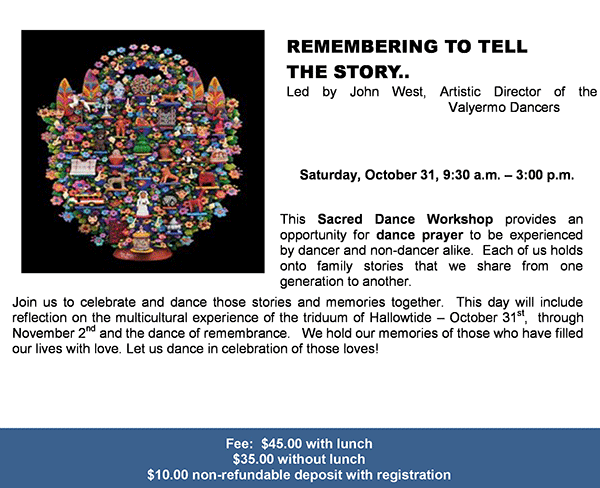 REMEMBERING TO TELL
THE STORY..
Led by John West, Artistic Director of the
Valyermo Dancers
Saturday, October 31, 9:30 a.m. – 3:00 p.m.
This Sacred Dance Workshop provides an
opportunity for dance prayer to be experienced
by dancer and non-dancer alike. Each of us holds
onto family stories that we share from one
generation to another.
Join us to celebrate and dance those stories and memories together. This day will include
reflection on the multicultural experience of the triduum of Hallowtide – October 31st, through
November 2nd and the dance of remembrance. We hold our memories of those who have filled
our lives with love. Let us dance in celebration of those loves!
Fee: $45.00 with lunch
$35.00 without lunch
$10.00 non-refundable deposit with registration